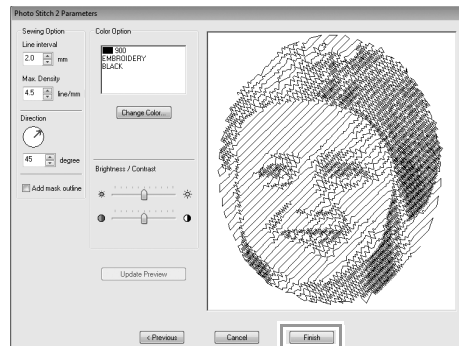 Photo Stitch 2 Parameters
Sewing Option
Line interval
2.0 mm
Max. Density
4.5 line/mm
Direction
45 degree
Add mask outline
Color Option
900
EMBROIDERY
BLACK
Change Color...
Brightness / Contrast
Update Preview
< Previous
Cancel
Finish